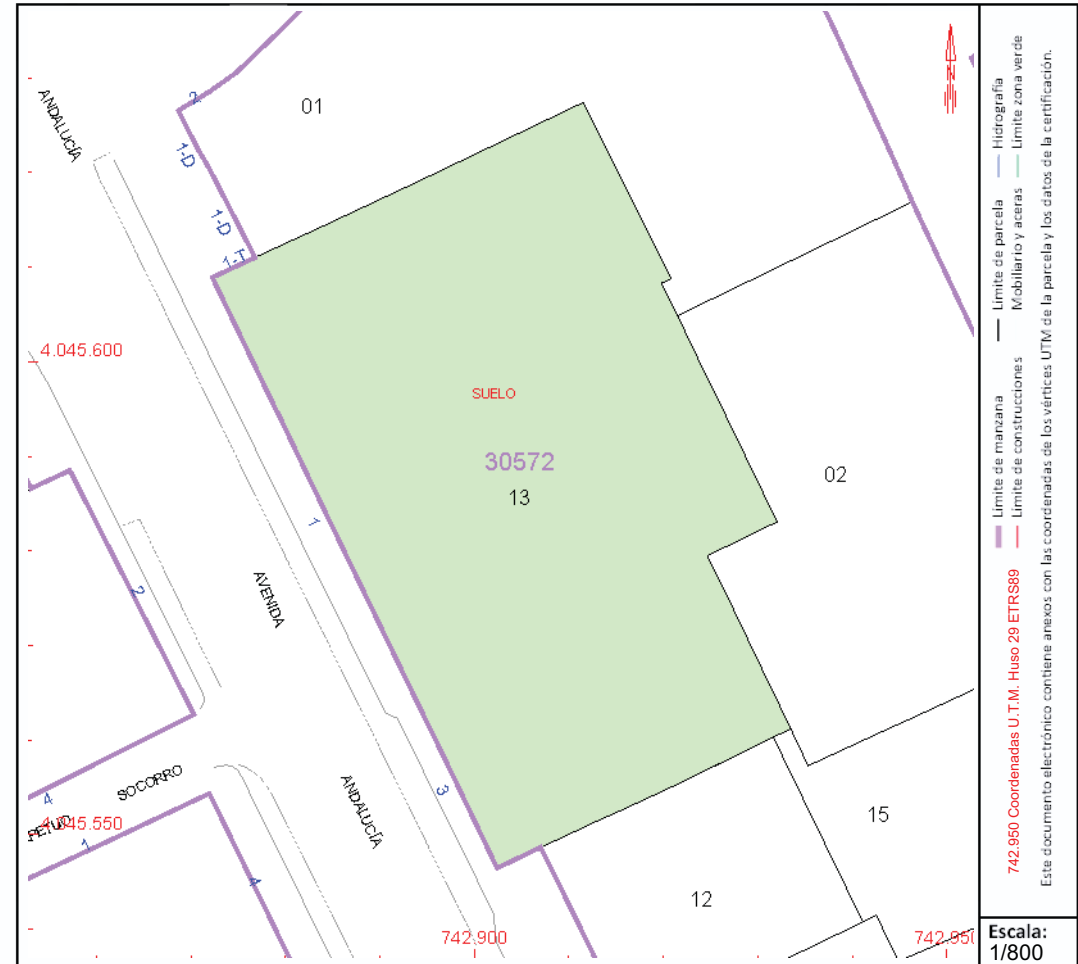 01
2
1-D
1-D
1-T
ANDALUCÍA
4.045.600
SUELO
30572
13
02
1
AVENIDA
2
ANDALUCÍA
3
SOCORRO
4
4.045.550
1
4
15
12
742.900
742.950
N
Hidrografía
Límite zona verde
Límite de parcela
Mobiliario y aceras
Límite de manzana
Límite de construcciones
742.950 Coordenadas U.T.M. Huso 29 ETRS89
Este documento electrónico contiene anexos con las coordenadas de los vértices UTM de la parcela y los datos de la certificación.
Escala:
1/800